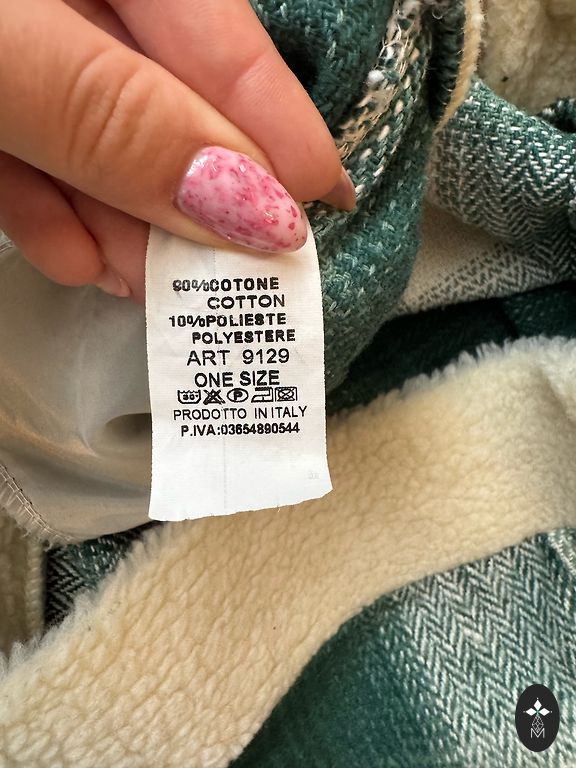 90%COTONE
COTTON
10%POLIESTE
POLYESTERE
ART 9129
ONE SIZE
PRODOTTO IN ITALY
P.IVA:03654890544
M